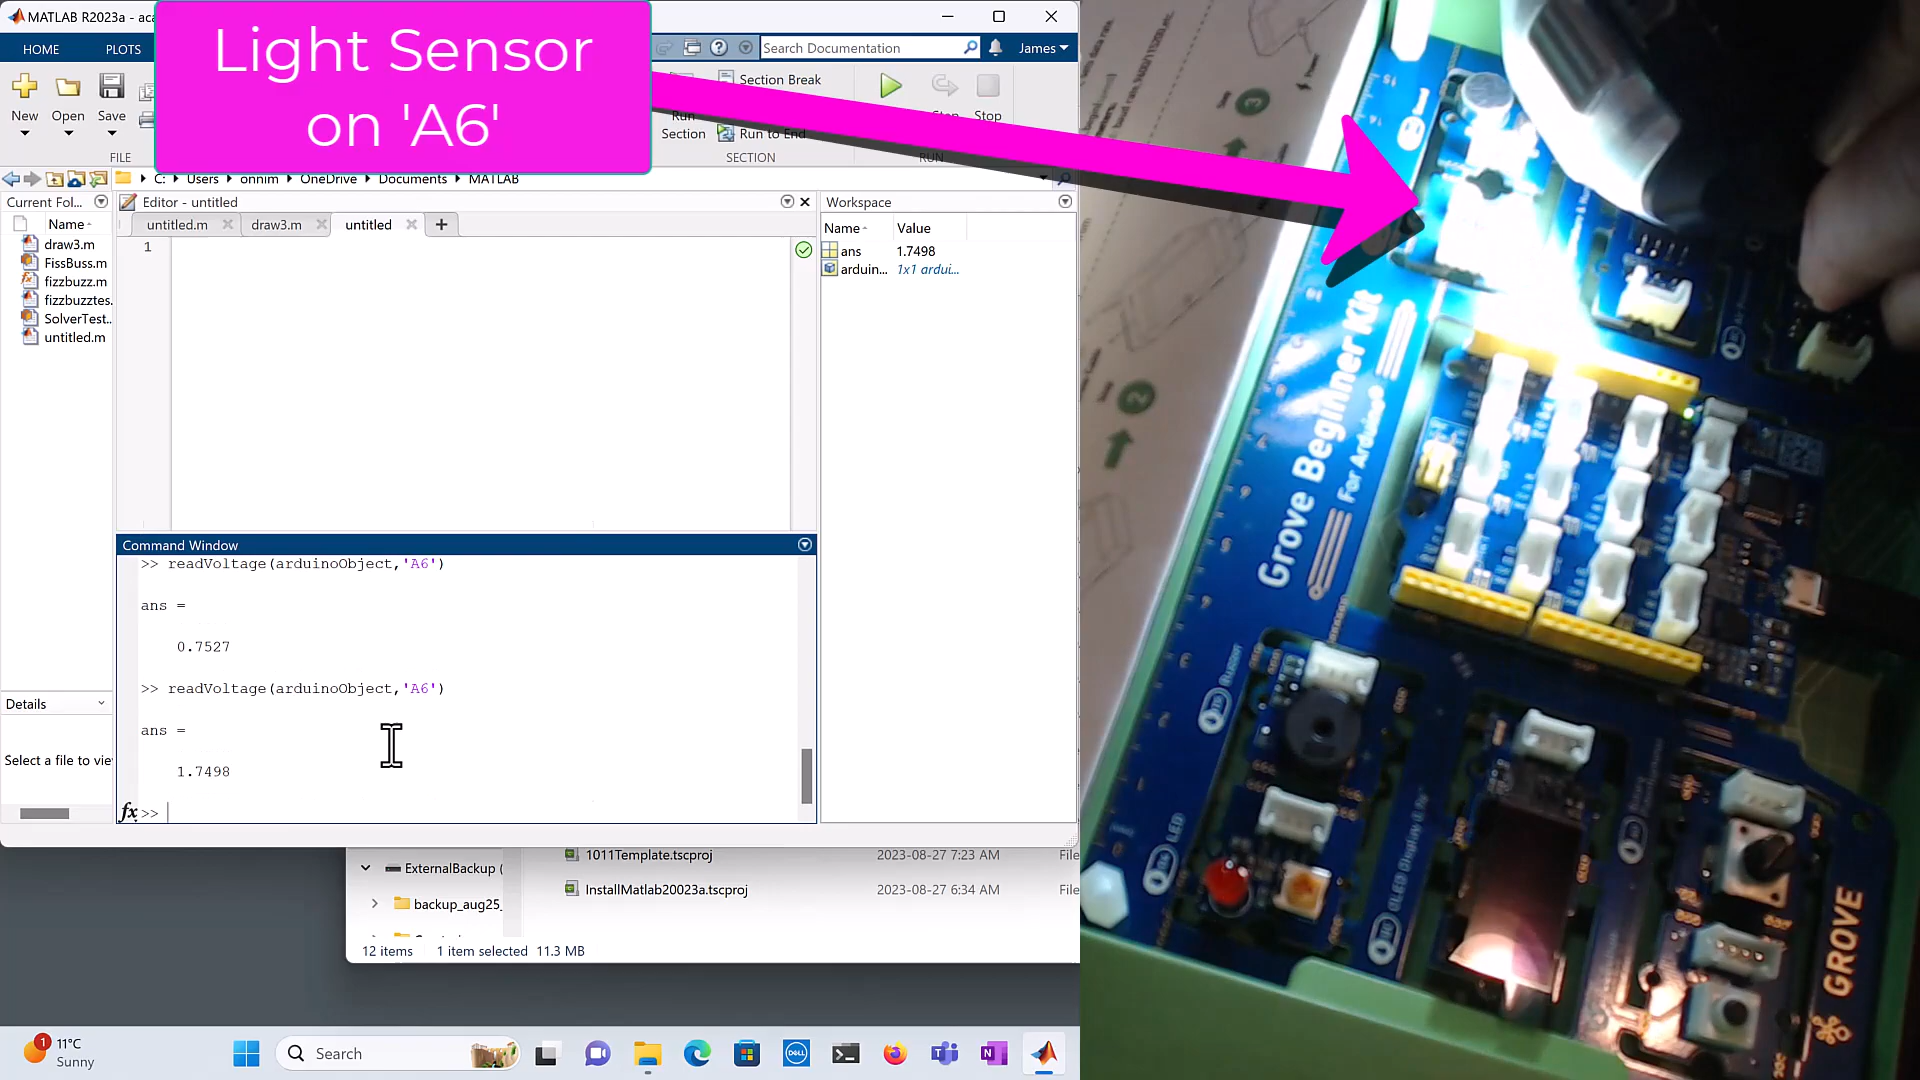 MATLAB R2023a - aca
Light Sensor
on 'A6'
HOME
PLOTS
Search Documentation
James
New
Open
Save
FILE
Section Break
Run
Section
Run to End
SECTION
Step
Stop
RUN
C:
Users
onnim
OneDrive
Documents
MATLAB
Current Fol...
Name
draw3.m
FissBuss.m
fizzbuzz.m
fizzbuzztes.
SolverTest..
untitled.m
Details
Select a file to vie
Editor - untitled
untitled.m
draw3.m
untitled
1
Workspace
Name
Value
ans
1.7498
arduin...
1x1 ardui...
Command Window
>> readVoltage(arduinoObject,'A6')
ans =
0.7527
>> readVoltage(arduinoObject,'A6')
ans =
1.7498
fx >>
ExternalBackup (
backup_aug25_
1011Template.tscproj
2023-08-27 7:23 AM
File
InstallMatlab20023a.tscproj
2023-08-27 6:34 AM
File
12 items
1 item selected
11.3 MB
1
11°C
Sunny
Search
DELL
Grove Beginner Kit
For Arduino
LED
OLED Display
GROVE